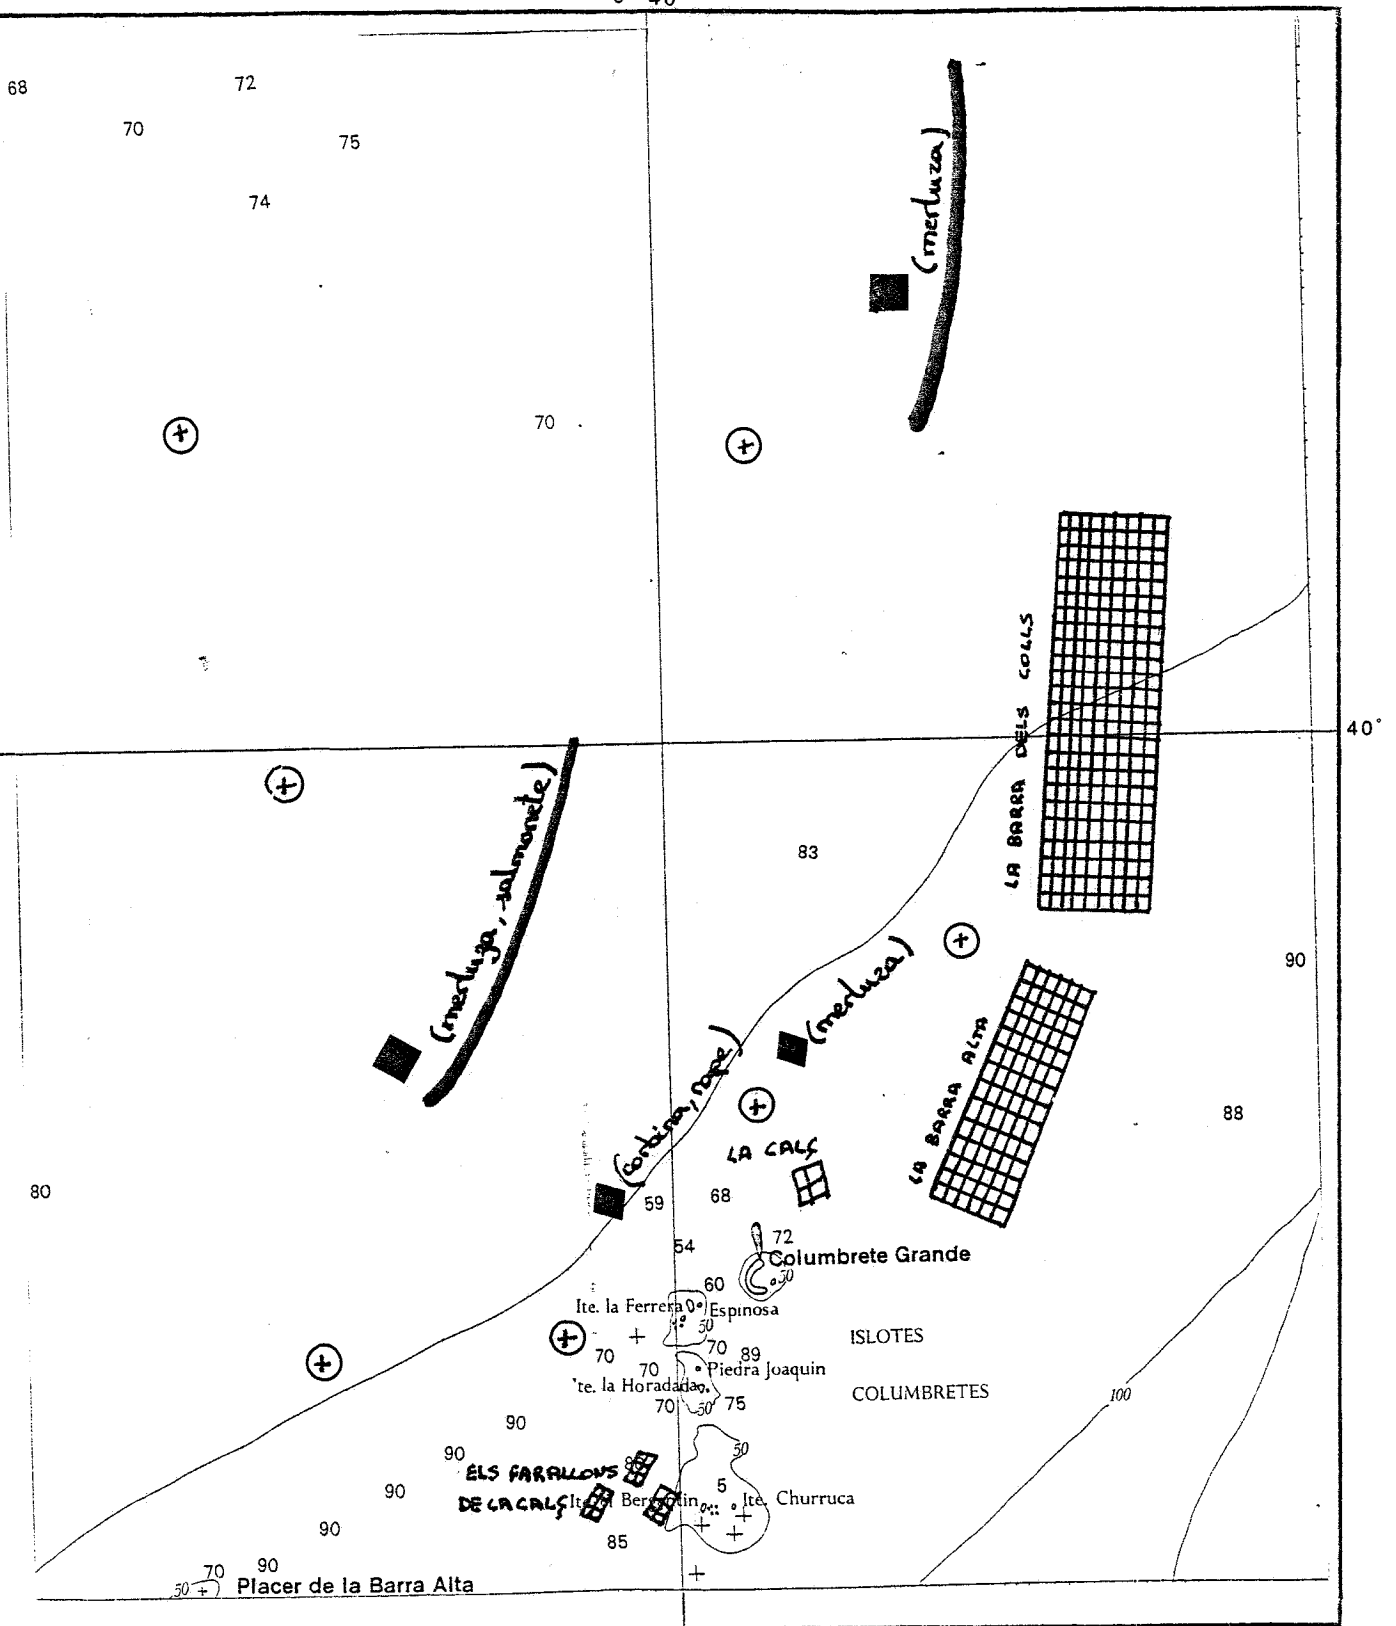 68
72
70
75
74
(merluza)
70
LA BARRA DELS COLLS
40°
(merluza, salmonete)
83
90
(merluza)
(corbina, rape)
LA BARRA ALTA
88
LA CALÇ
80
59
68
54
72
Columbrete Grande
50
60
Ite. la Ferrera
Espinosa
50
ISLOTES
70
70
89
70
Piedra Joaquin
te. la Horadada
COLUMBRETES
100
70
50
75
90
50
90
ELS FARALLONS
DE LA CALÇ
5
90
Ite. Churruca
90
85
70
90
50
Placer de la Barra Alta